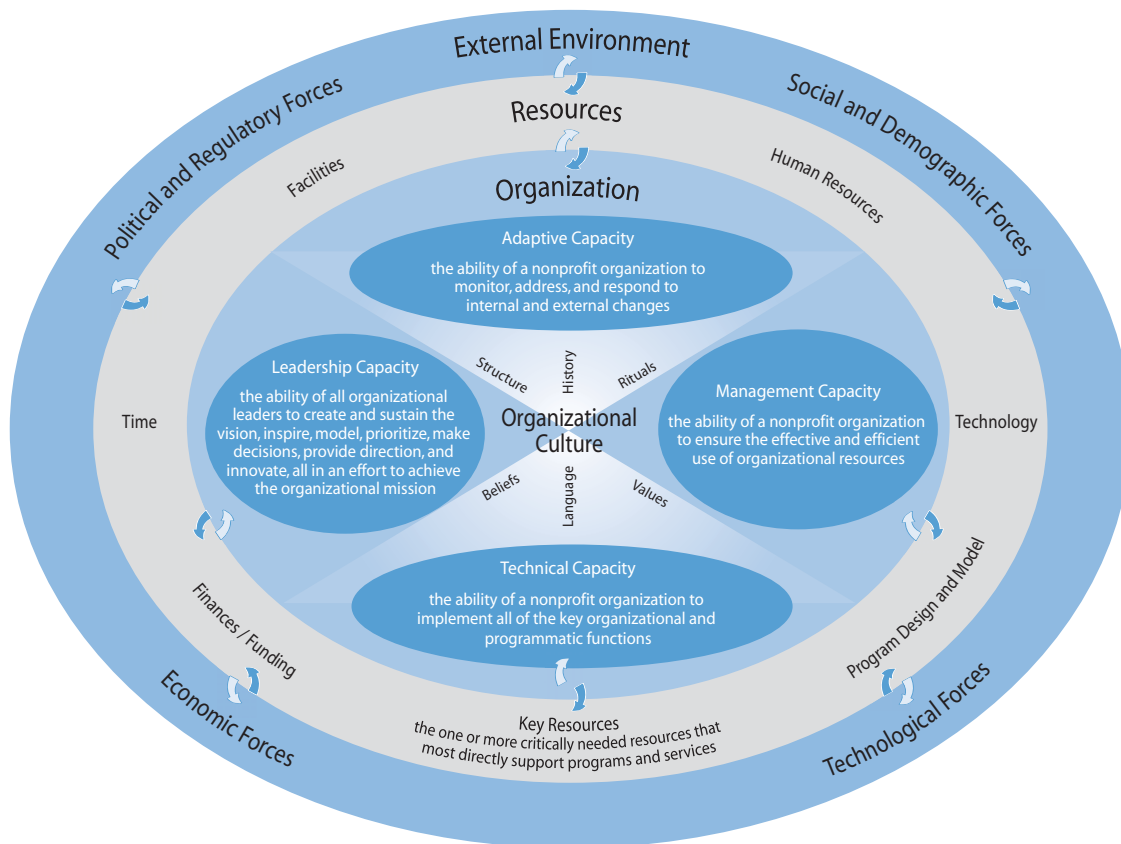 External Environment
Political and Regulatory Forces
Social and Demographic Forces
Resources
Facilities
Human Resources
Organization
Adaptive Capacity
the ability of a nonprofit organization to
monitor, address, and respond to
internal and external changes
Structure
History
Rituals
Leadership Capacity
the ability of all organizational
leaders to create and sustain the
vision, inspire, model, prioritize, make
decisions, provide direction, and
innovate, all in an effort to achieve
the organizational mission
Management Capacity
the ability of a nonprofit organization
to ensure the effective and efficient
use of organizational resources
Time
Organizational
Culture
Technology
Beliefs
Language
Values
Technical Capacity
the ability of a nonprofit organization to
implement all of the key organizational and
programmatic functions
Finances / Funding
Program Design and Model
Economic Forces
Technological Forces
Key Resources
the one or more critically needed resources that
most directly support programs and services